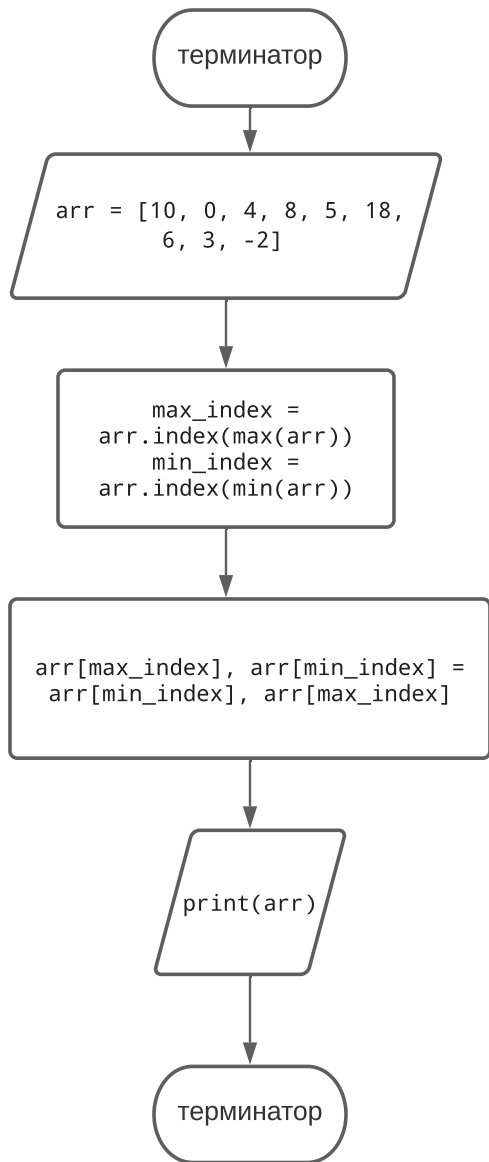 терминатор
arr = [10, 0, 4, 8, 5, 18,
6, 3, -2]
max_index =
arr.index(max(arr))
min_index =
arr.index(min(arr))
arr[max_index], arr[min_index] =
arr[min_index], arr[max_index]
print(arr)
терминатор